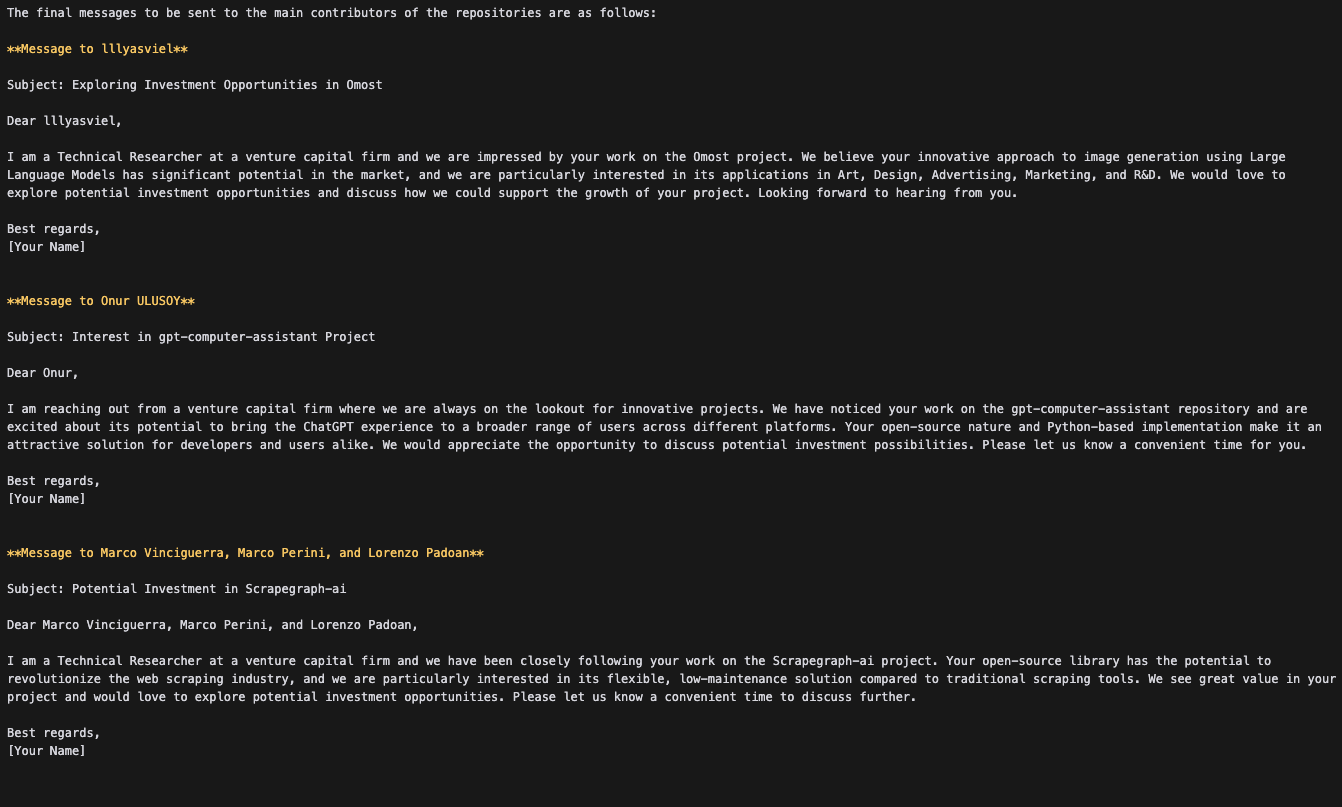 The final messages to be sent to the main contributors of the repositories are as follows:
**Message to lllyasviel**
Subject: Exploring Investment Opportunities in Omost
Dear lllyasviel,
I am a Technical Researcher at a venture capital firm and we are impressed by your work on the Omost project. We believe your innovative approach to image generation using Large
Language Models has significant potential in the market, and we are particularly interested in its applications in Art, Design, Advertising, Marketing, and R&D. We would love to
explore potential investment opportunities and discuss how we could support the growth of your project. Looking forward to hearing from you.
Best regards,
[Your Name]
**Message to Onur ULUSOY**
Subject: Interest in gpt-computer-assistant Project
Dear Onur,
I am reaching out from a venture capital firm where we are always on the lookout for innovative projects. We have noticed your work on the gpt-computer-assistant repository and are
excited about its potential to bring the ChatGPT experience to a broader range of users across different platforms. Your open-source nature and Python-based implementation make it an
attractive solution for developers and users alike. We would appreciate the opportunity to discuss potential investment possibilities. Please let us know a convenient time for you.
Best regards,
[Your Name]
**Message to Marco Vinciguerra, Marco Perini, and Lorenzo Padoan**
Subject: Potential Investment in Scrapegraph-ai
Dear Marco Vinciguerra, Marco Perini, and Lorenzo Padoan,
I am a Technical Researcher at a venture capital firm and we have been closely following your work on the Scrapegraph-ai project. Your open-source library has the potential to
revolutionize the web scraping industry, and we are particularly interested in its flexible, low-maintenance solution compared to traditional scraping tools. We see great value in your
project and would love to explore potential investment opportunities. Please let us know a convenient time to discuss further.
Best regards,
[Your Name]